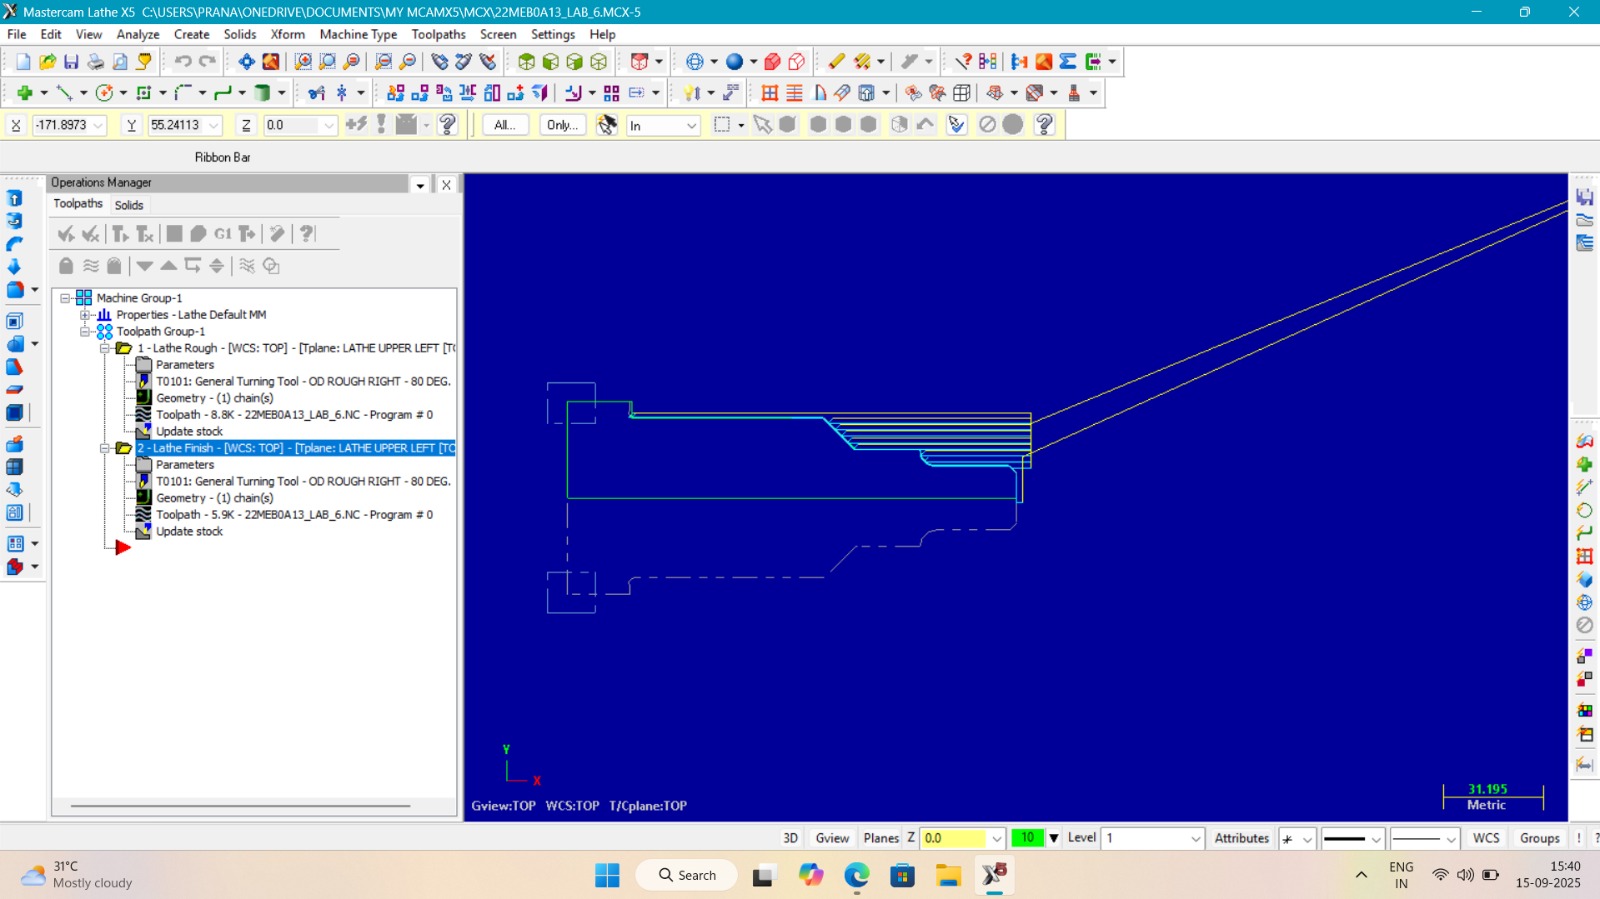 Mastercam Lathe X5  C:\USERS\PRANA\ONEDRIVE\DOCUMENTS\MY MCAMX5\MCX\22MEB0A13_LAB_6.MCX-5
File Edit View Analyze Create Solids Xform Machine Type Toolpaths Screen Settings Help
X -171.8973 Y 55.24113 Z 0.0 All... Only... In
Ribbon Bar
Operations Manager
Toolpaths Solids
G1
Machine Group-1
Properties - Lathe Default MM
Toolpath Group-1
1 - Lathe Rough - [WCS: TOP] - [Tplane: LATHE UPPER LEFT [TC
Parameters
T0101: General Turning Tool - OD ROUGH RIGHT - 80 DEG.
Geometry - (1) chain(s)
Toolpath - 8.8K - 22MEB0A13_LAB_6.NC - Program # 0
Update stock
2 - Lathe Finish - [WCS: TOP] - [Tplane: LATHE UPPER LEFT [TC
Parameters
T0101: General Turning Tool - OD ROUGH RIGHT - 80 DEG.
Geometry - (1) chain(s)
Toolpath - 5.9K - 22MEB0A13_LAB_6.NC - Program # 0
Update stock
Y
X
Gview:TOP WCS:TOP T/Cplane:TOP
31.195
Metric
3D Gview Planes Z 0.0 10 Level 1 Attributes WCS Groups ! ?
31°C
Mostly cloudy
Search
ENG
IN
15:40
15-09-2025